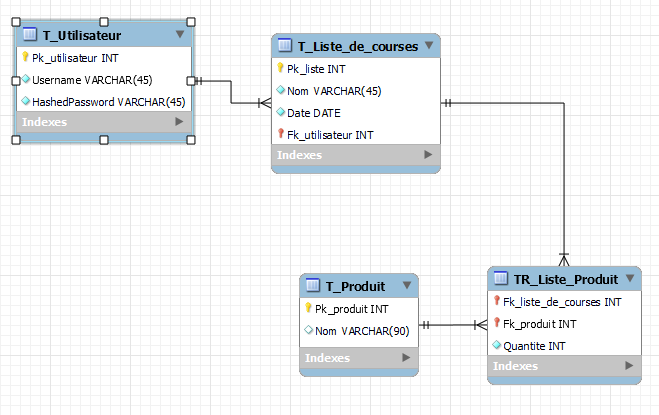 T_Utilisateur
Pk_utilisateur INT
Username VARCHAR(45)
HashedPassword VARCHAR(45)
Indexes
T_Liste_de_courses
Pk_liste INT
Nom VARCHAR(45)
Date DATE
Fk_utilisateur INT
Indexes
T_Produit
Pk_produit INT
Nom VARCHAR(90)
Indexes
TR_Liste_Produit
Fk_liste_de_courses INT
Fk_produit INT
Quantite INT
Indexes